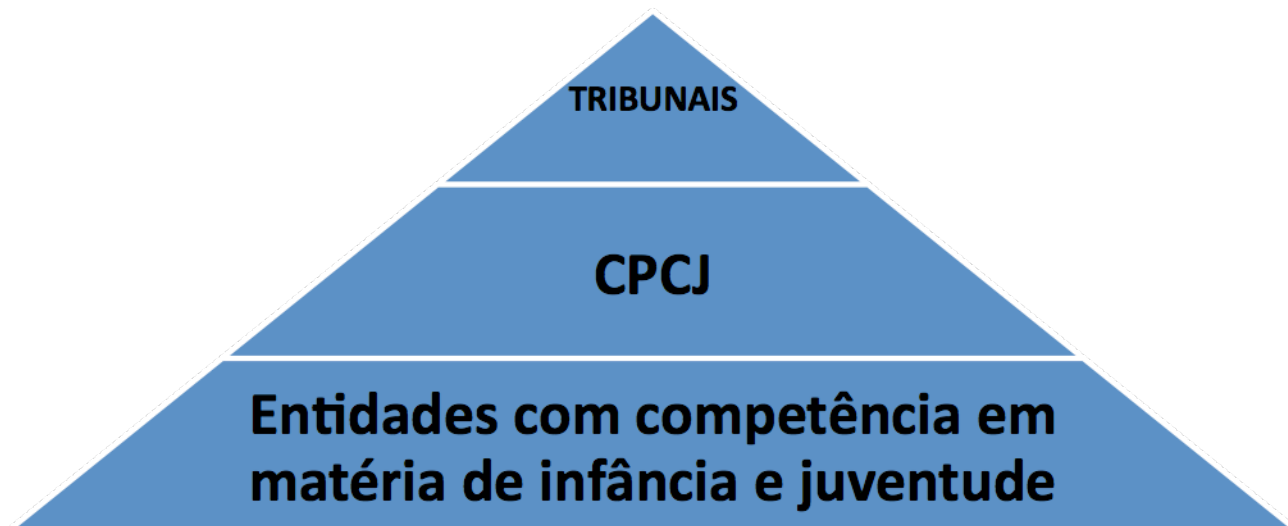 TRIBUNAIS
CPCJ
Entidades com competência em
matéria de infância e juventude